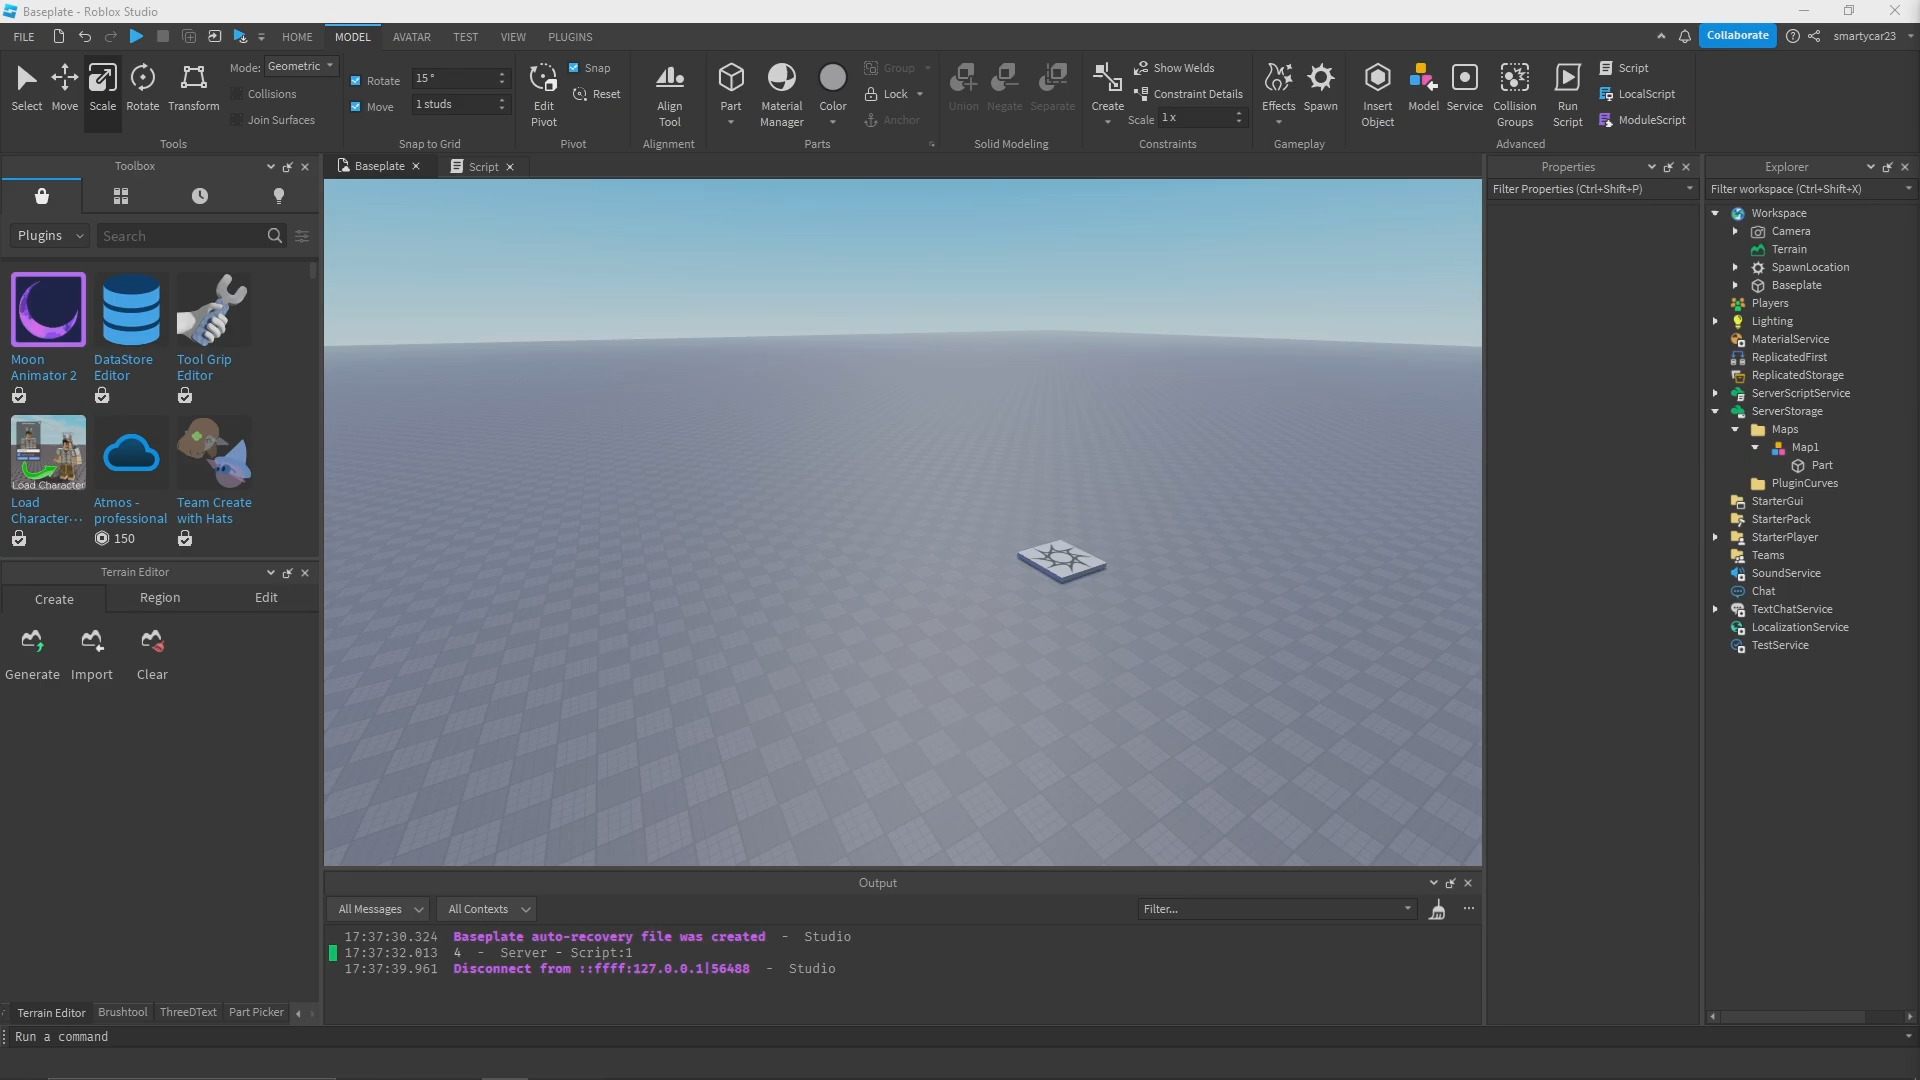 Baseplate - Roblox Studio
FILE HOME MODEL AVATAR TEST VIEW PLUGINS Collaborate smartycar23
Select Move Scale Rotate Transform
Mode: Geometric
Collisions
Join Surfaces
Tools
Rotate 15 °
Move 1 studs
Snap to Grid
Edit Pivot
Snap
Reset
Pivot
Align Tool
Alignment
Part
Material Manager
Color
Group
Lock
Anchor
Parts
Union Negate Separate
Solid Modeling
Create
Show Welds
Constraint Details
Scale 1 x
Constraints
Effects Spawn
Gameplay
Insert Object
Model
Service
Collision Groups
Run Script
Script
LocalScript
ModuleScript
Advanced
Toolbox
Plugins Search
Moon Animator 2
DataStore Editor
Tool Grip Editor
Load Character
Load Character...
Atmos - professional
150
Team Create with Hats
Terrain Editor
Create Region Edit
Generate Import Clear
Terrain Editor Brushtool ThreeDText Part Picker
Run a command
Baseplate Script
Output
All Messages All Contexts Filter...
17:37:30.324 Baseplate auto-recovery file was created - Studio
17:37:32.013 4 - Server - Script:1
17:37:39.961 Disconnect from ::ffff:127.0.0.1|56488 - Studio
Properties
Filter Properties (Ctrl+Shift+P)
Explorer
Filter workspace (Ctrl+Shift+X)
Workspace
Camera
Terrain
SpawnLocation
Baseplate
Players
Lighting
MaterialService
ReplicatedFirst
ReplicatedStorage
ServerScriptService
ServerStorage
Maps
Map1
Part
PluginCurves
StarterGui
StarterPack
StarterPlayer
Teams
SoundService
Chat
TextChatService
LocalizationService
TestService